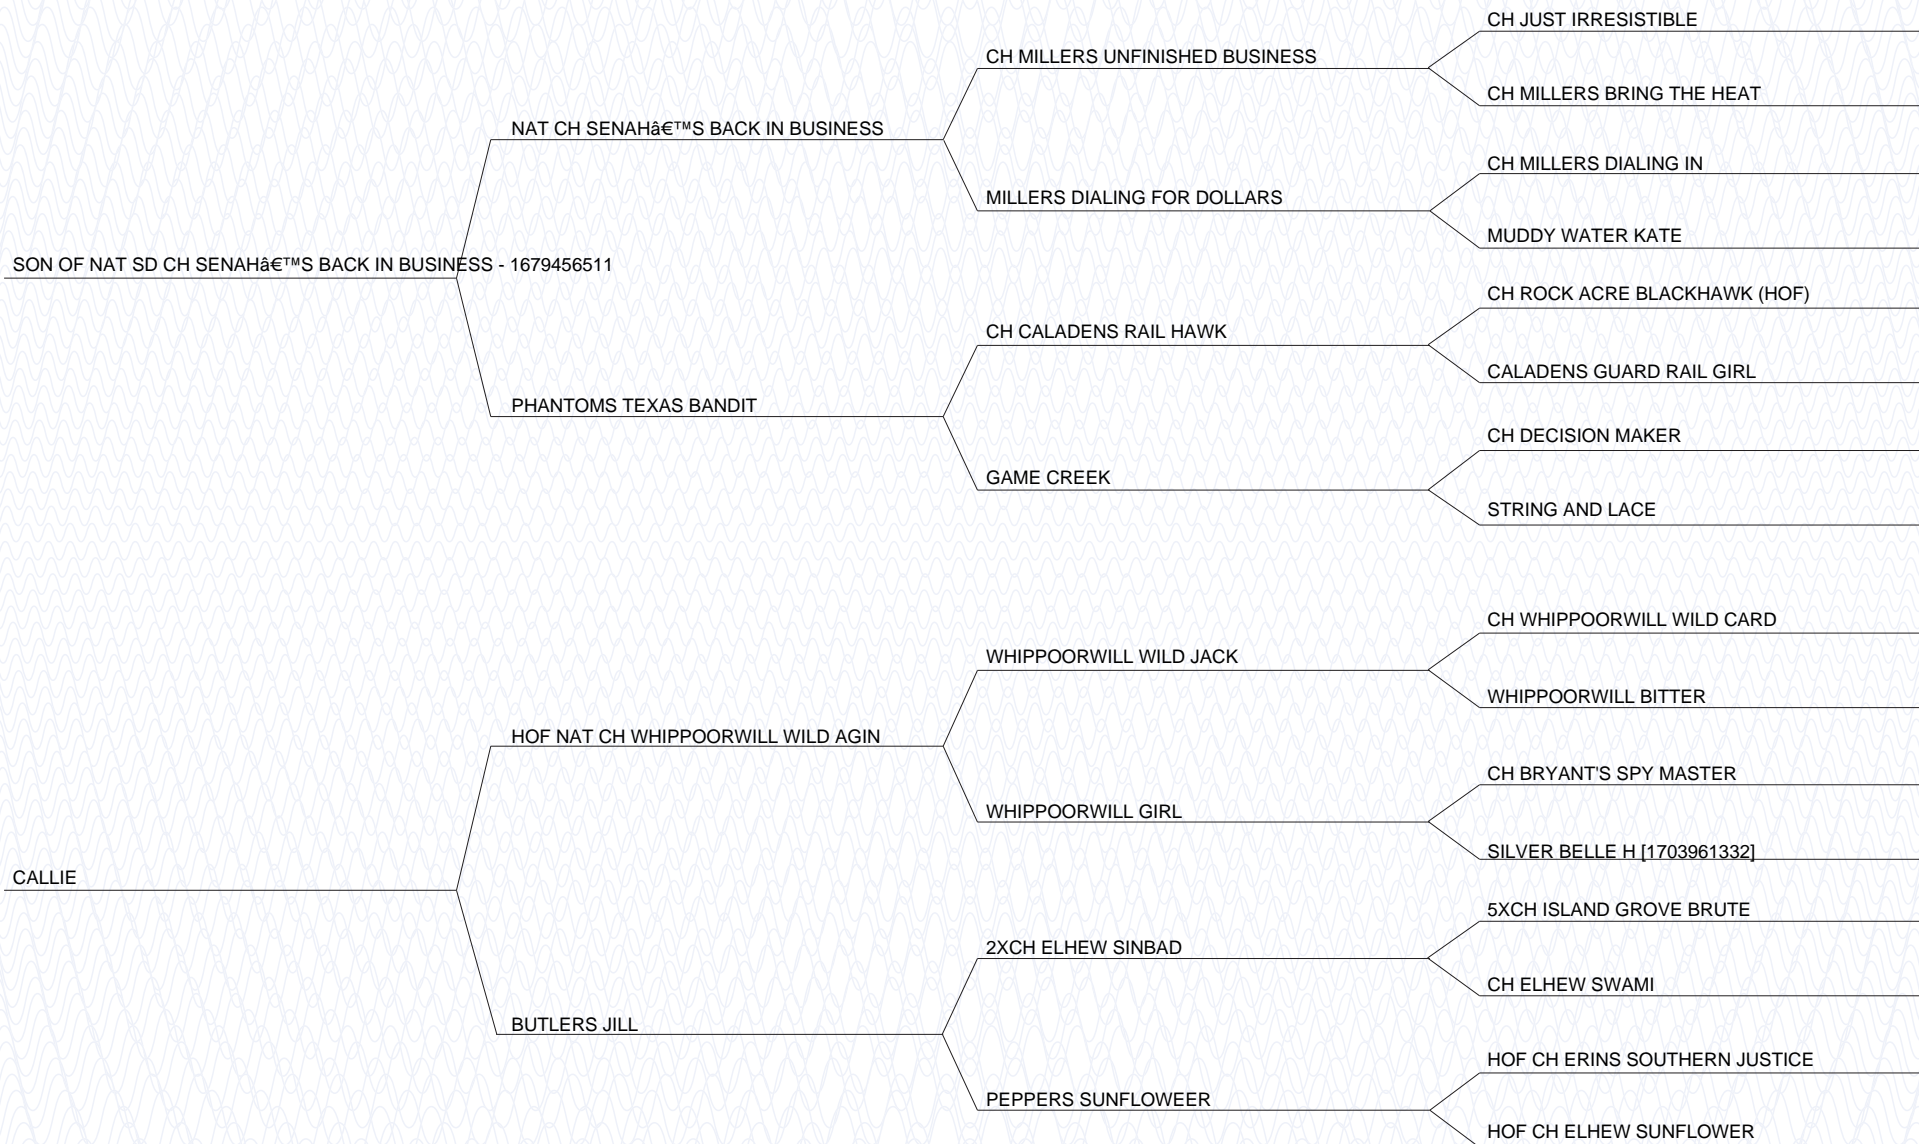 CH JUST IRRESISTIBLE
CH MILLERS UNFINISHED BUSINESS
CH MILLERS BRING THE HEAT
NAT CH SENAHâ€™S BACK IN BUSINESS
CH MILLERS DIALING IN
MILLERS DIALING FOR DOLLARS
MUDDY WATER KATE
SON OF NAT SD CH SENAHâ€™S BACK IN BUSINESS - 1679456511
CH ROCK ACRE BLACKHAWK (HOF)
CH CALADENS RAIL HAWK
CALADENS GUARD RAIL GIRL
PHANTOMS TEXAS BANDIT
CH DECISION MAKER
GAME CREEK
STRING AND LACE
CH WHIPPOORWILL WILD CARD
WHIPPOORWILL WILD JACK
WHIPPOORWILL BITTER
HOF NAT CH WHIPPOORWILL WILD AGIN
CH BRYANT'S SPY MASTER
WHIPPOORWILL GIRL
SILVER BELLE H [1703961332]
CALLIE
5XCH ISLAND GROVE BRUTE
2XCH ELHEW SINBAD
CH ELHEW SWAMI
BUTLERS JILL
HOF CH ERINS SOUTHERN JUSTICE
PEPPERS SUNFLOWEER
HOF CH ELHEW SUNFLOWER